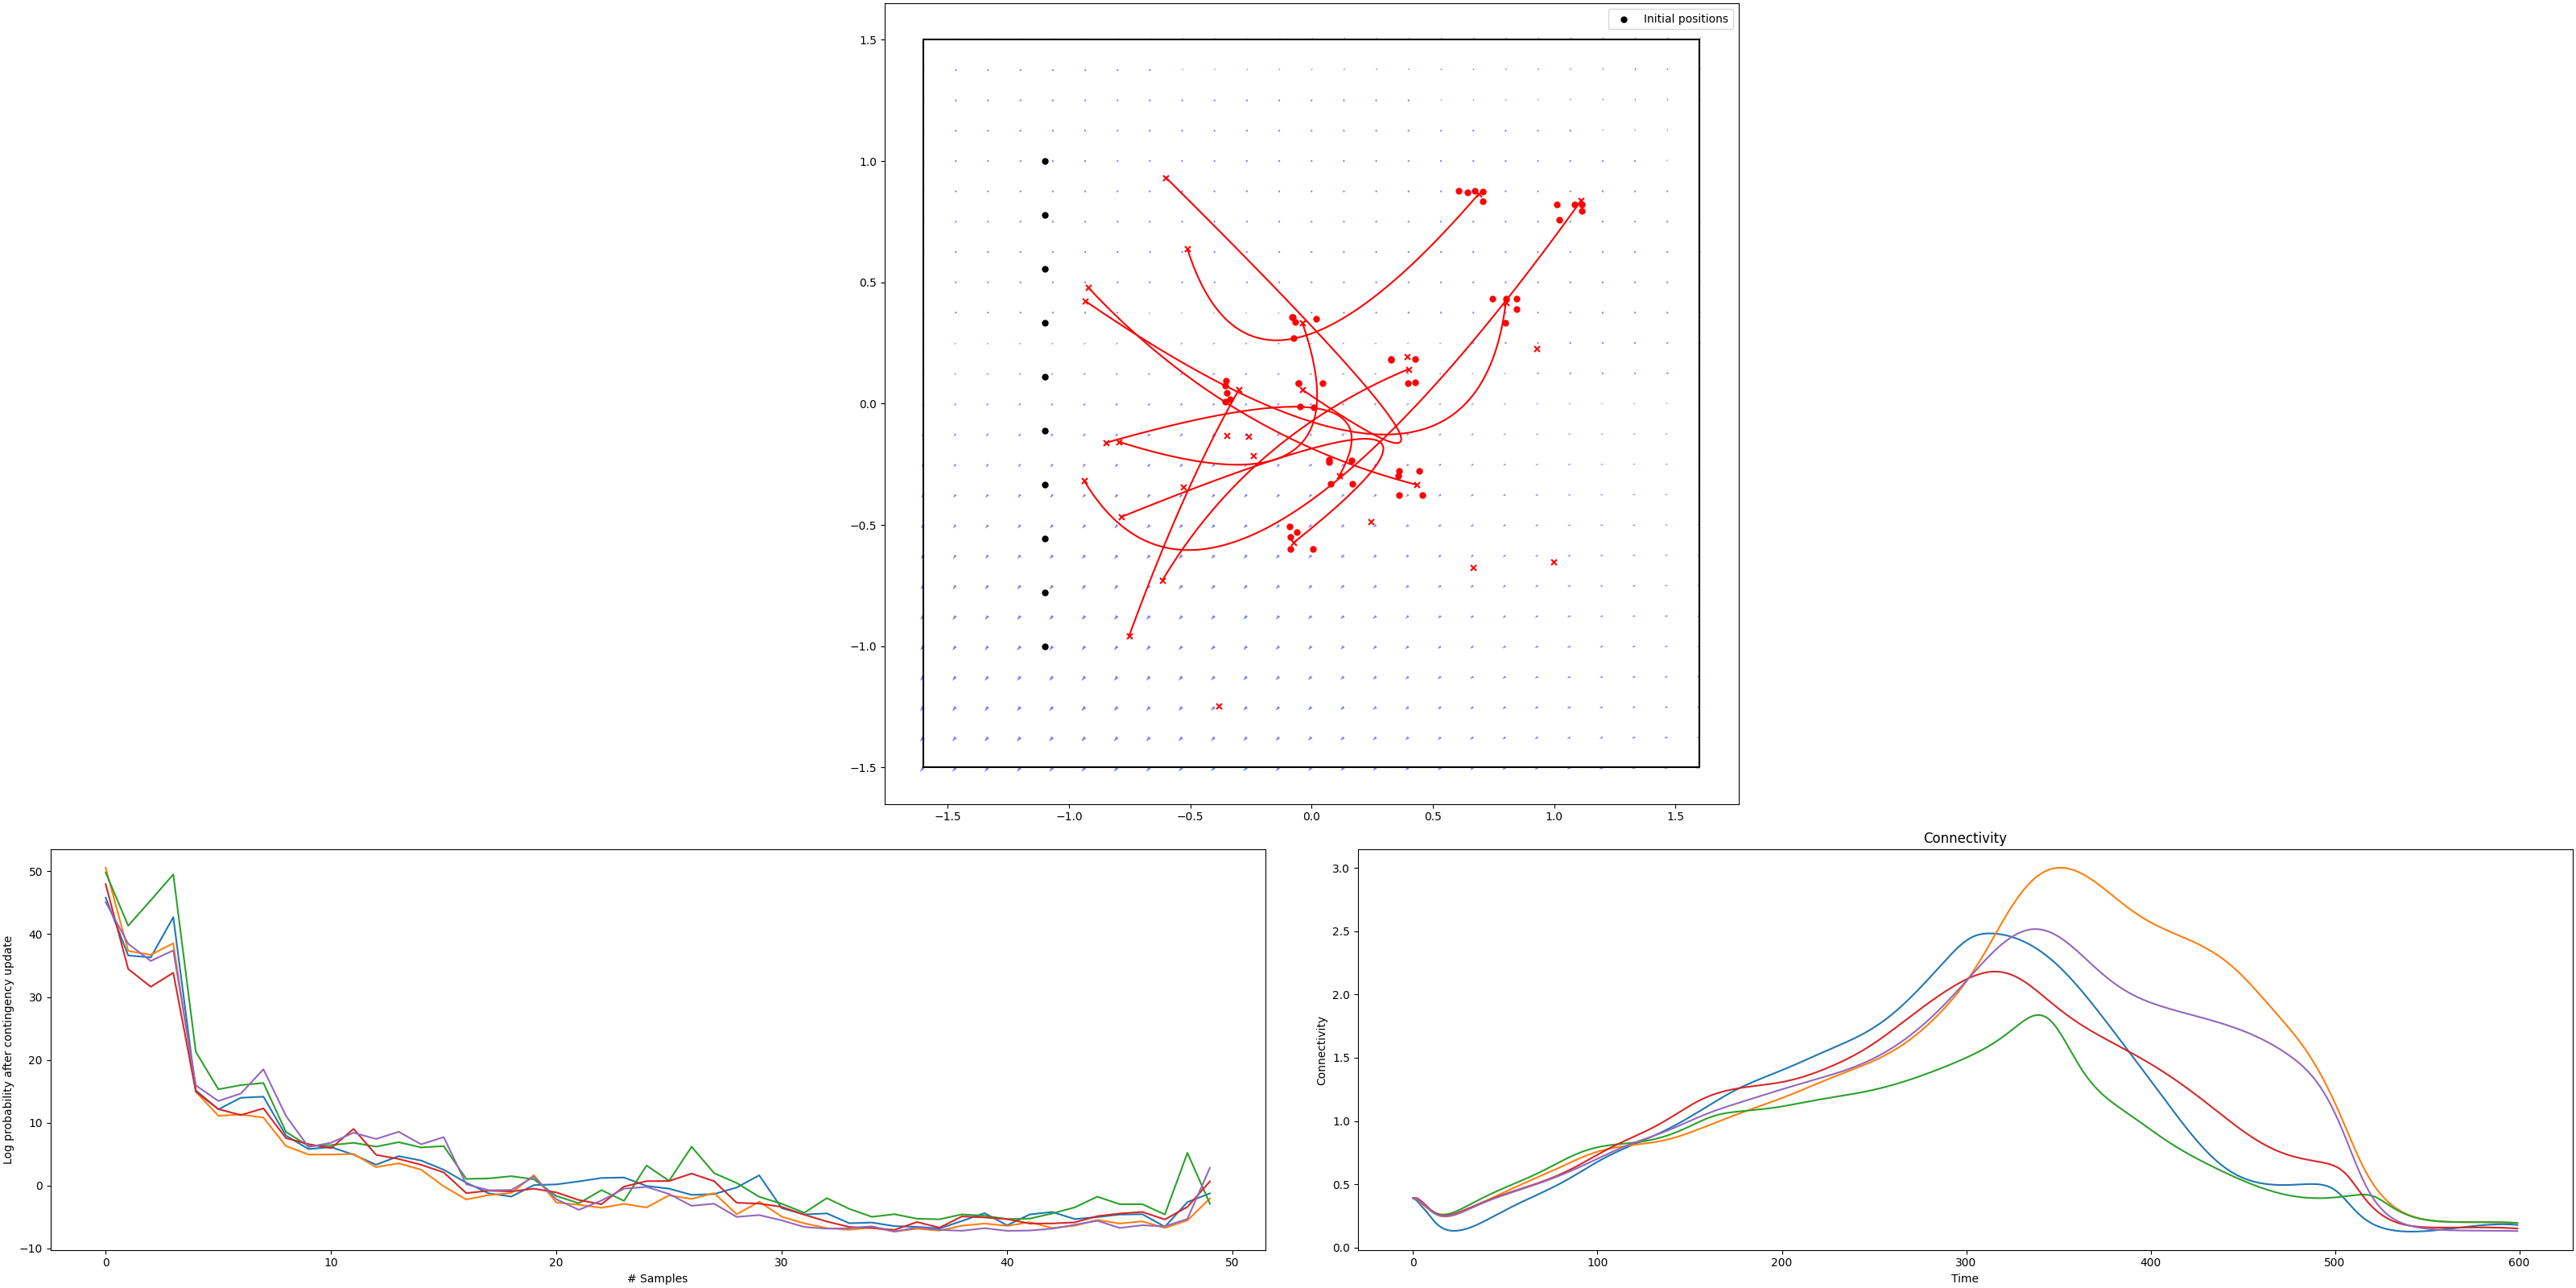 Initial positions
1.5
1.0
0.5
0.0
−0.5
−1.0
−1.5
−1.5 −1.0 −0.5 0.0 0.5 1.0 1.5
Log probability after contingency update
50
40
30
20
10
0
−10
0 10 20 30 40 50
# Samples
Connectivity
Connectivity
3.0
2.5
2.0
1.5
1.0
0.5
0.0
0 100 200 300 400 500 600
Time